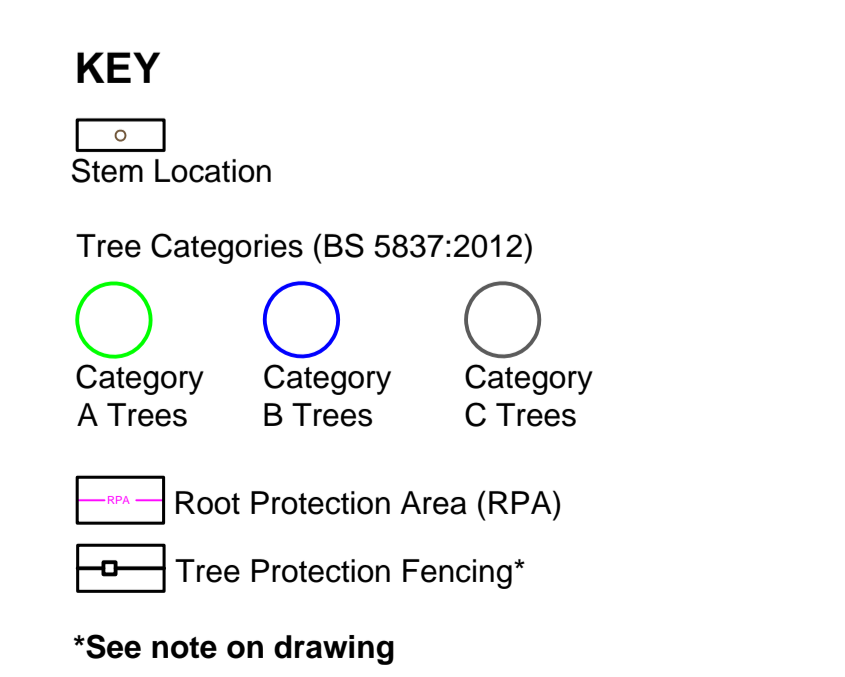 KEY
Stem Location
Tree Categories (BS 5837:2012)
Category
A Trees
Category
B Trees
Category
C Trees
RPA
Root Protection Area (RPA)
Tree Protection Fencing*
*See note on drawing